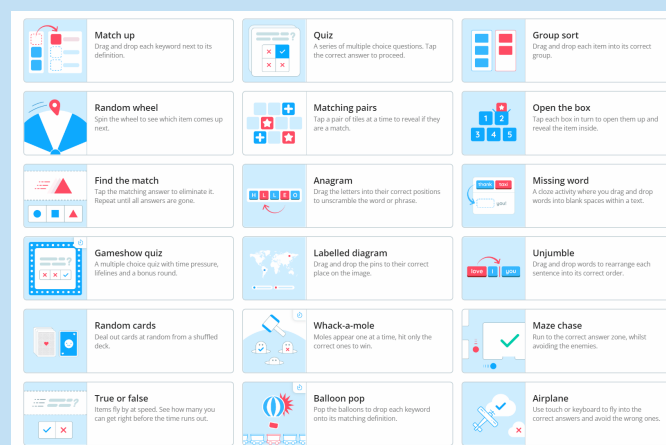 Match up
Drag and drop each keyword next to its
definition.
Quiz
A series of multiple choice questions. Tap
the correct answer to proceed.
Group sort
Drag and drop each item into its correct
group.
Random wheel
Spin the wheel to see which item comes up
next.
Matching pairs
Tap a pair of tiles at a time to reveal if they
are a match.
1 2
3 4 5
Open the box
Tap each box in turn to open them up and
reveal the item inside.
Find the match
Tap the matching answer to eliminate it.
Repeat until all answers are gone.
H L L E O
Anagram
Drag the letters into their correct positions
to unscramble the word or phrase.
thank taxi
you!
Missing word
A cloze activity where you drag and drop
words into blank spaces within a text.
Gameshow quiz
A multiple choice quiz with time pressure,
lifelines and a bonus round.
Labelled diagram
Drag and drop the pins to their correct
place on the image.
love I you
Unjumble
Drag and drop words to rearrange each
sentence into its correct order.
Random cards
Deal out cards at random from a shuffled
deck.
Whack-a-mole
Moles appear one at a time, hit only the
correct ones to win.
Maze chase
Run to the correct answer zone, whilst
avoiding the enemies.
True or false
Items fly by at speed. See how many you
can get right before the time runs out.
Balloon pop
Pop the balloons to drop each keyword
onto its matching definition.
Airplane
Use touch or keyboard to fly into the
correct answers and avoid the wrong ones.